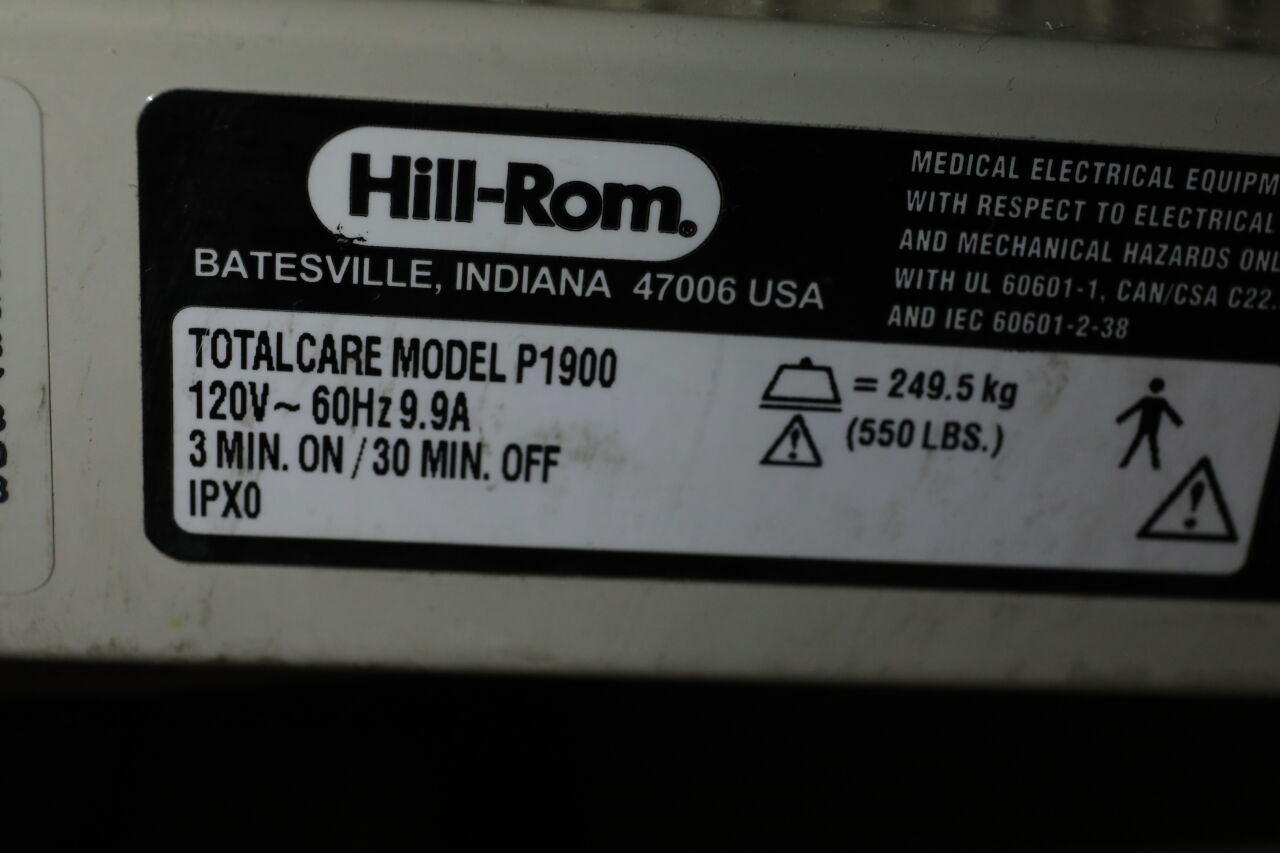 Hill-Rom®
BATESVILLE, INDIANA 47006 USA
MEDICAL ELECTRICAL EQUIPM
WITH RESPECT TO ELECTRICAL
AND MECHANICAL HAZARDS ONL
WITH UL 60601-1, CAN/CSA C22.
AND IEC 60601-2-38
TOTALCARE MODEL P1900
120V~ 60Hz 9.9A
3 MIN. ON / 30 MIN. OFF
IPX0
= 249.5 kg
(550 LBS.)